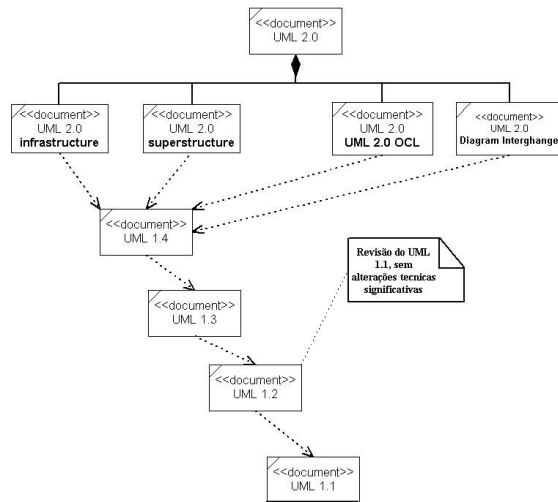 <<document>>
UML 2.0
<<document>>
UML 2.0
infrastructure
<<document>>
UML 2.0
superstructure
<<document>>
UML 2.0
UML 2.0 OCL
<<document>>
UML 2.0
Diagram Interghange
<<document>>
UML 1.4
Revisão do UML
1.1, sem
alterações tecnicas
significativas
<<document>>
UML 1.3
<<document>>
UML 1.2
<<document>>
UML 1.1